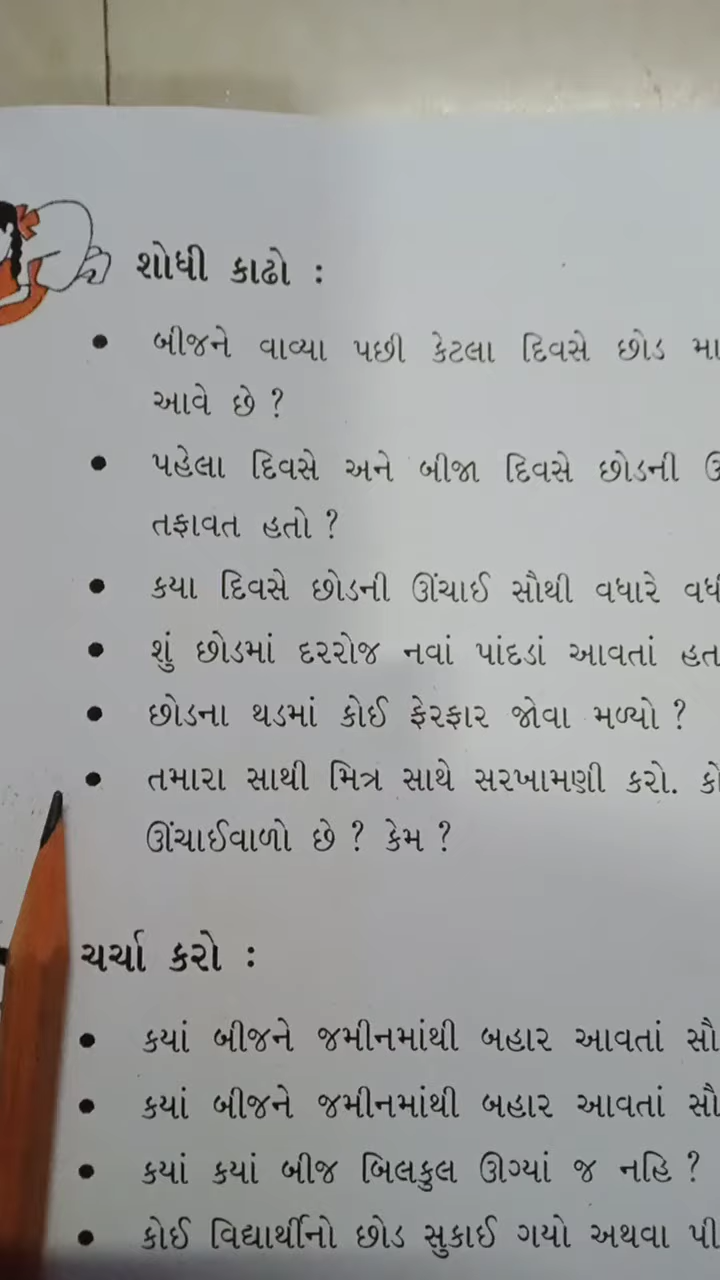 શોધી કાઢો :
• બીજને વાવ્યા પછી કેટલા દિવસે છોડ
આવે છે ?
• પહેલા દિવસે અને બીજા દિવસે છોડની
તફાવત હતો ?
• કયા દિવસે છોડની ઊંચાઈ સૌથી વધારે
• શું છોડમાં દરરોજ નવાં પાંદડાં આવતાં
• છોડના થડમાં કોઈ ફેરફાર જોવા મળ્યો ?
• તમારા સાથી મિત્ર સાથે સરખામણી કરો.
ઊંચાઈવાળો છે ? કેમ ?
ચર્ચા કરો :
• કયાં બીજને જમીનમાંથી બહાર આવતાં
• કયાં બીજને જમીનમાંથી બહાર આવતાં
• કયાં કયાં બીજ બિલકુલ ઊગ્યાં જ નહિ ?
• કોઈ વિદ્યાર્થીનો છોડ સુકાઈ ગયો અથવા